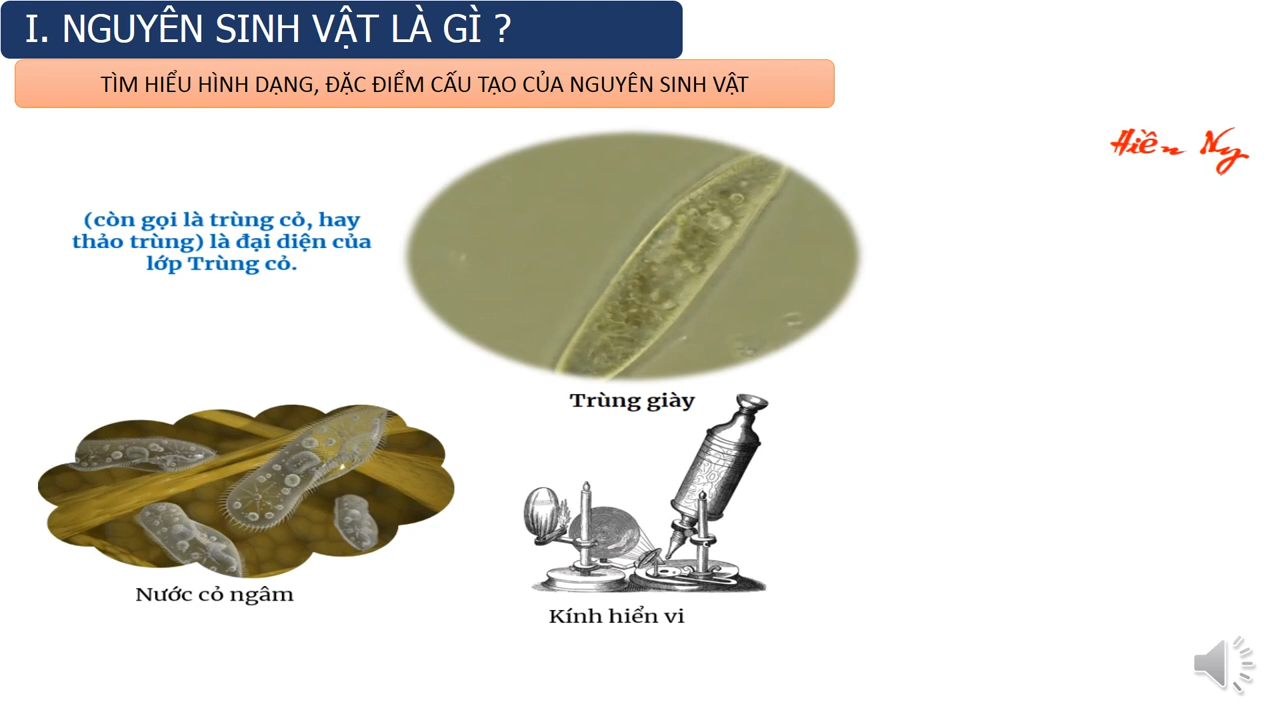 I. NGUYÊN SINH VẬT LÀ GÌ ?
TÌM HIỂU HÌNH DẠNG, ĐẶC ĐIỂM CẤU TẠO CỦA NGUYÊN SINH VẬT
Hiền Ny
(còn gọi là trùng cỏ, hay
thảo trùng) là đại diện của
lớp Trùng cỏ.
Trùng giày
Nước cỏ ngâm
Kính hiển vi